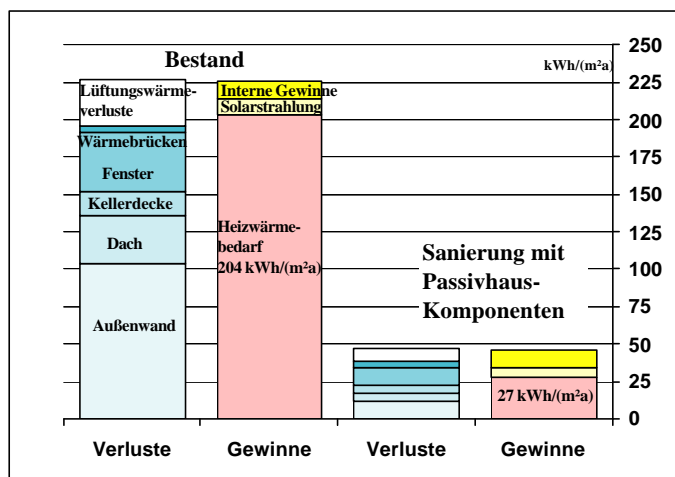 Bestand
kWh/(m²a)
250
225
200
175
150
125
100
75
50
25
0
Lüftungswärme-
verluste
Wärmebrücken
Fenster
Kellerdecke
Dach
Außenwand
Interne Gewinne
Solarstrahlung
Heizwärme-
bedarf
204 kWh/(m²a)
Sanierung mit
Passivhaus-
Komponenten
27 kWh/(m²a)
Verluste
Gewinne
Verluste
Gewinne